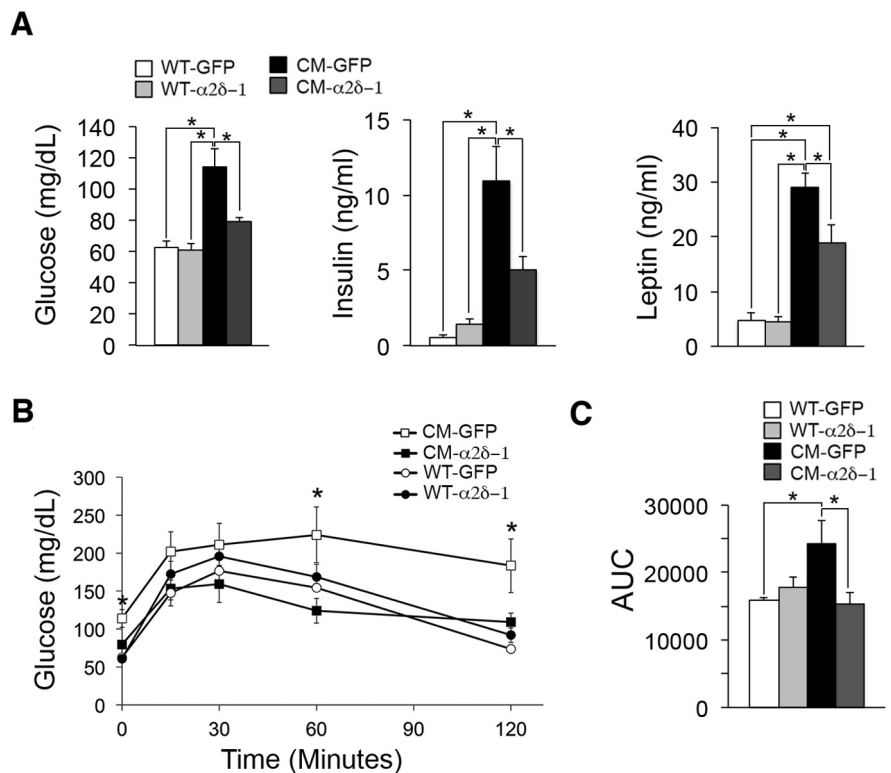 A
WT-GFP CM-GFP
WT-α2δ-1 CM-α2δ-1
Glucose (mg/dL)
140
120
100
80
60
40
20
0
* * *
Insulin (ng/ml)
15
10
5
0
* * *
Leptin (ng/ml)
40
30
20
10
0
* * * *
B
CM-GFP
CM-α2δ-1
WT-GFP
WT-α2δ-1
Glucose (mg/dL)
300
250
200
150
100
50
0
* * *
0 30 60 90 120
Time (Minutes)
C
WT-GFP
WT-α2δ-1
CM-GFP
CM-α2δ-1
AUC
30000
20000
10000
0
* *